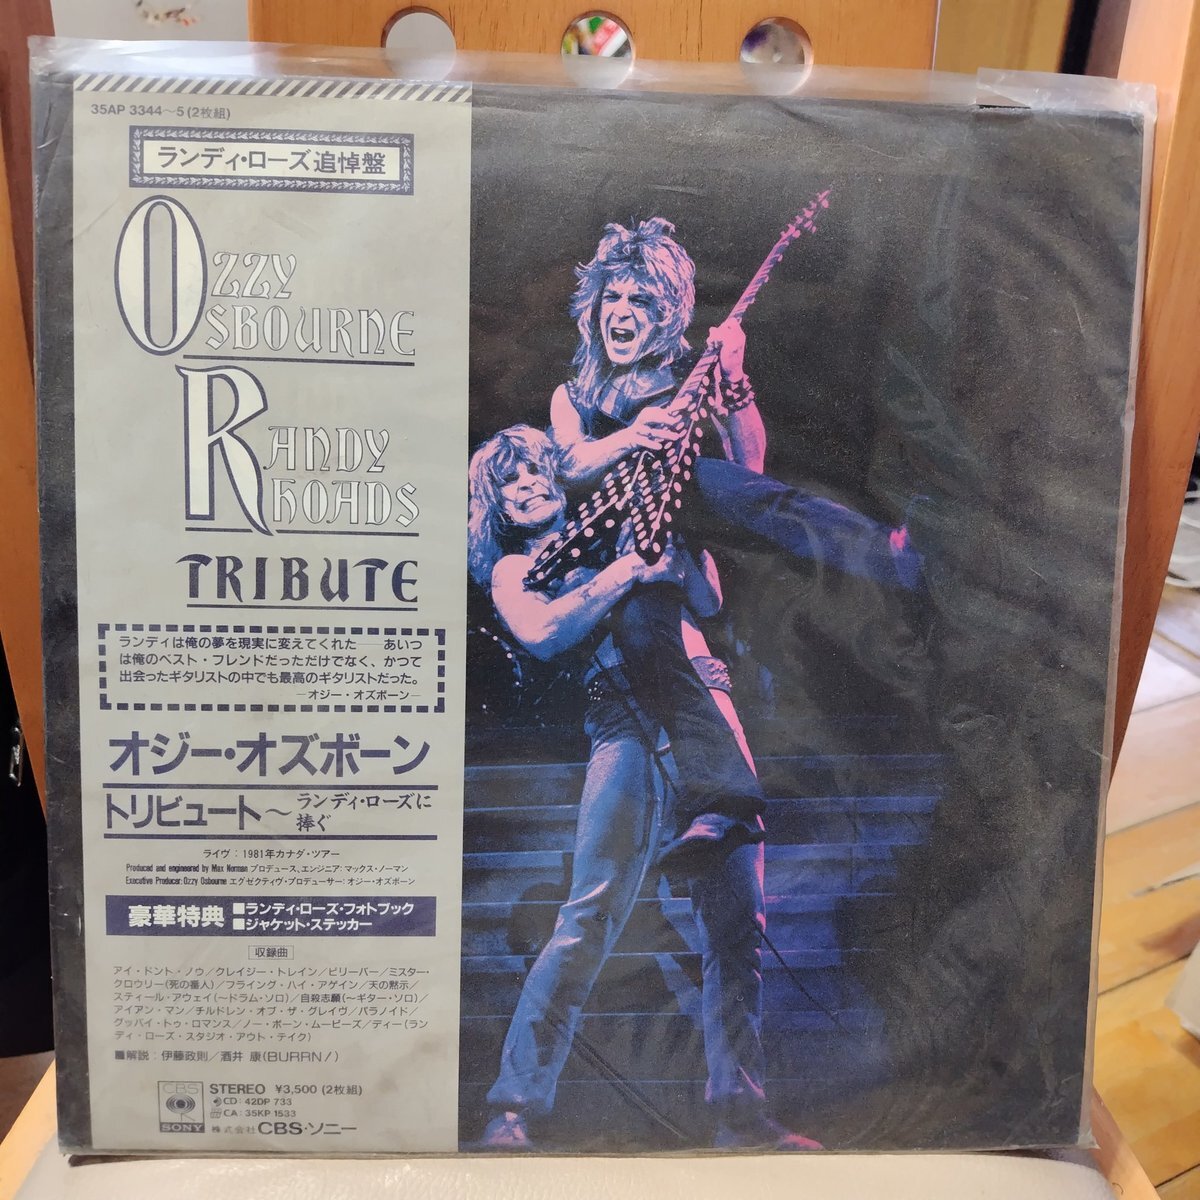 35AP 3344〜5(2枚組)
ランディ・ローズ追悼盤
OZZY
OSBOURNE
RANDY
RHOADS
TRIBUTE
ランディは俺の夢を現実に変えてくれた──あいつ
は俺のベスト・フレンドだっただけでなく、かつて
出会ったギタリストの中でも最高のギタリストだった。
─オジー・オズボーン─
オジー・オズボーン
トリビュート〜ランディ・ローズに
捧ぐ
ライヴ：1981年カナダ・ツアー
Produced and engineered by Max Norman プロデュース、エンジニア：マックス・ノーマン
Executive Producer: Ozzy Osbourne エグゼクティヴ・プロデューサー：オジー・オズボーン
豪華特典 ■ランディ・ローズ・フォトブック
■ジャケット・ステッカー
収録曲
アイ・ドント・ノウ／クレイジー・トレイン／ビリーバー／ミスター・
クロウリー(死の番人)／フライング・ハイ・アゲイン／天の黙示／
スティール・アウェイ(〜ドラム・ソロ)／自殺志願(〜ギター・ソロ)／
アイアン・マン／チルドレン・オブ・ザ・グレイヴ／パラノイド／
グッバイ・トゥ・ロマンス／ノー・ボーン・ムービーズ／ディー(ラン
ディ・ローズ・スタジオ・アウト・テイク)
■解説：伊藤政則／酒井 康(BURRN！)
CBS
SONY
STEREO ¥3,500(2枚組)
CD：42DP 733
CA：35KP 1533
株式会社CBS・ソニー